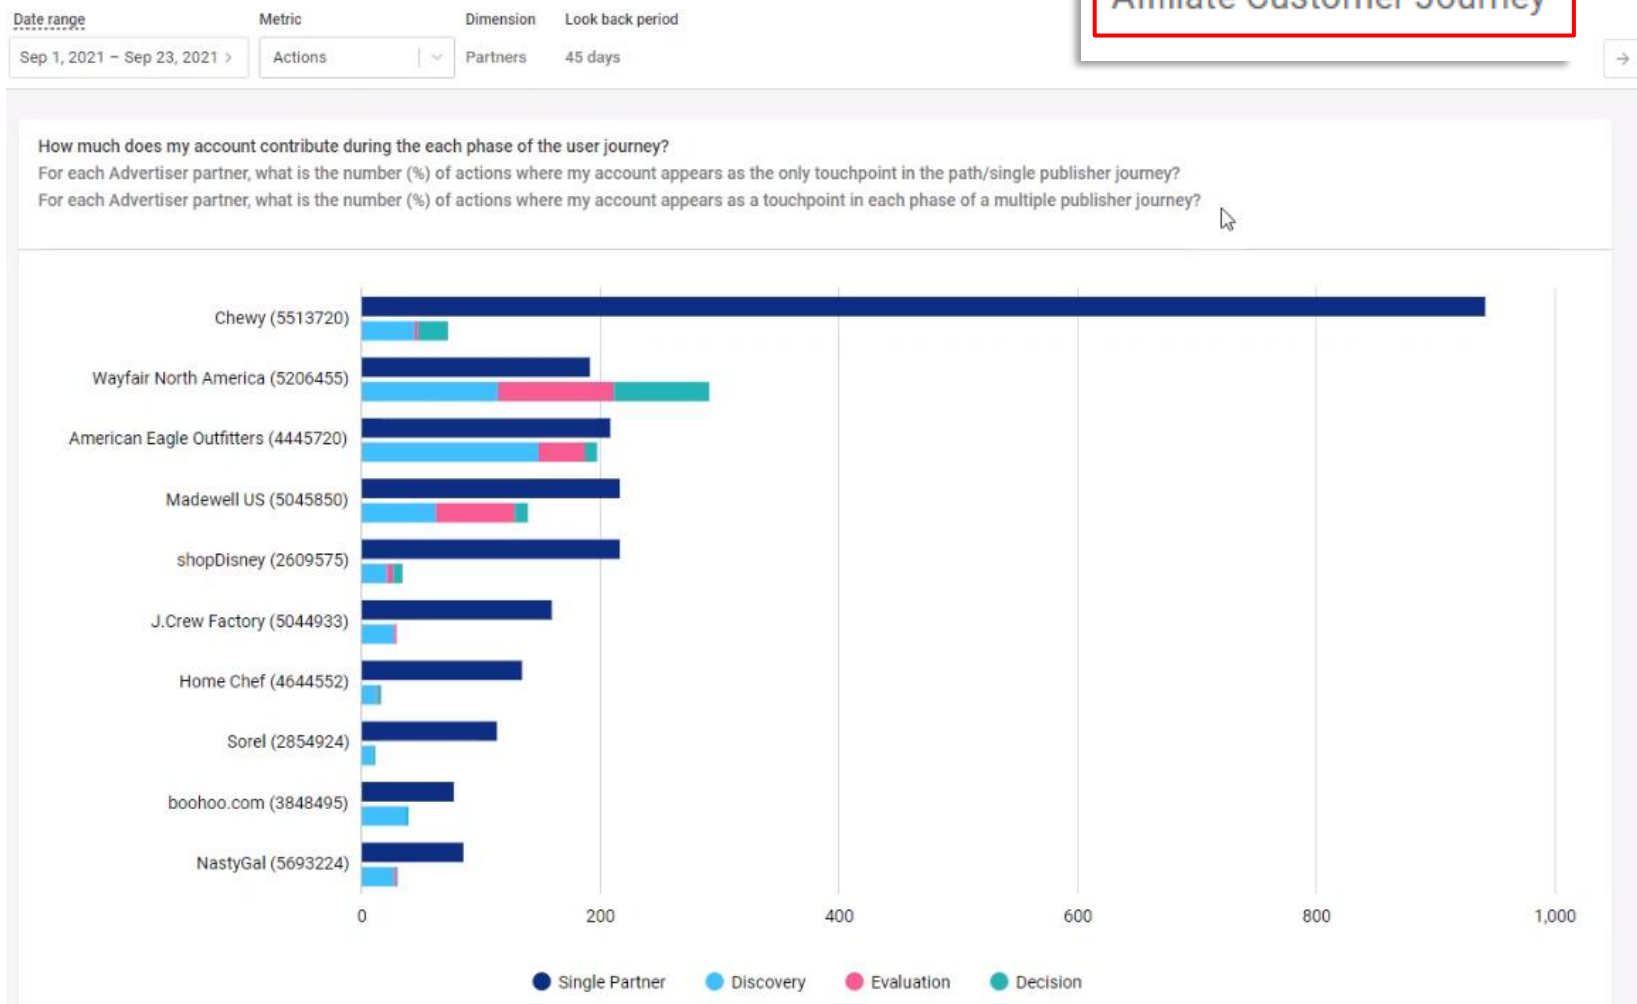 Affiliate Customer Journey
Date range
Metric
Dimension
Look back period
Sep 1, 2021 – Sep 23, 2021 >
Actions
Partners
45 days
How much does my account contribute during the each phase of the user journey?
For each Advertiser partner, what is the number (%) of actions where my account appears as the only touchpoint in the path/single publisher journey?
For each Advertiser partner, what is the number (%) of actions where my account appears as a touchpoint in each phase of a multiple publisher journey?
Chewy (5513720)
Wayfair North America (5206455)
American Eagle Outfitters (4445720)
Madewell US (5045850)
shopDisney (2609575)
J.Crew Factory (5044933)
Home Chef (4644552)
Sorel (2854924)
boohoo.com (3848495)
NastyGal (5693224)
0 200 400 600 800 1,000
Single Partner Discovery Evaluation Decision